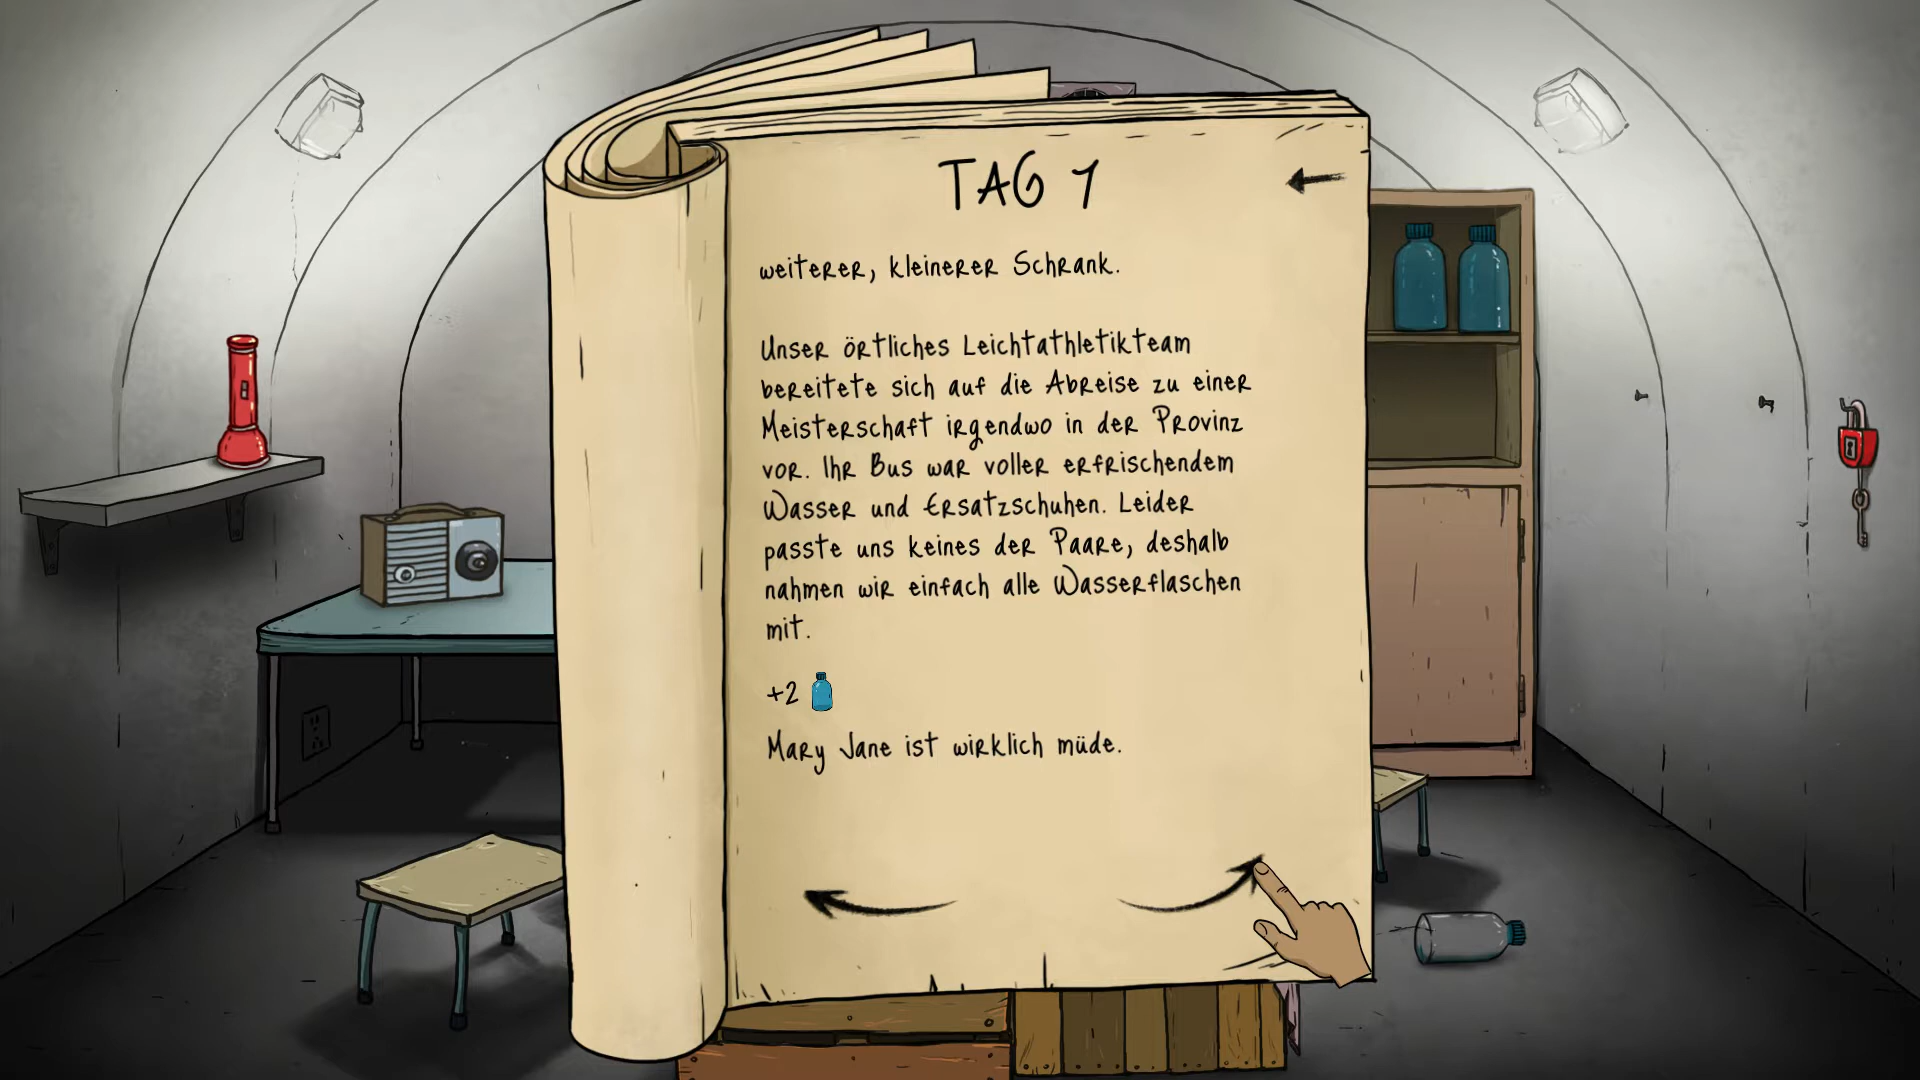 TAG 1
weiterer, kleinerer Schrank.
Unser örtliches Leichtathletikteam
bereitete sich auf die Abreise zu einer
Meisterschaft irgendwo in der Provinz
vor. Ihr Bus war voller erfrischendem
Wasser und Ersatzschuhen. Leider
passte uns keines der Paare, deshalb
nahmen wir einfach alle Wasserflaschen
mit.
+2
Mary Jane ist wirklich müde.